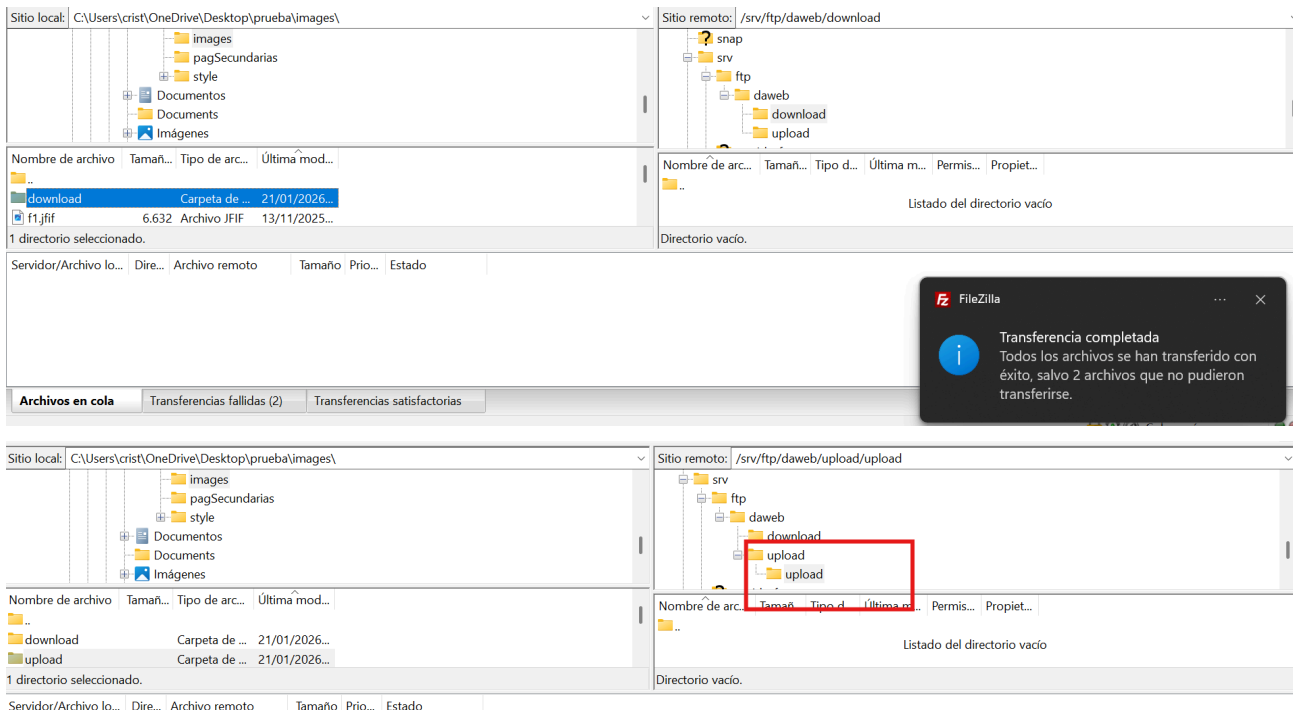 Sitio local: C:\Users\crist\OneDrive\Desktop\prueba\images\
images
pagSecundarias
style
Documentos
Documents
Imágenes
Nombre de archivo Tamañ... Tipo de arc... Última mod...
..
download Carpeta de ... 21/01/2026...
f1.jfif 6.632 Archivo JFIF 13/11/2025...
1 directorio seleccionado.
Sitio remoto: /srv/ftp/daweb/download
snap
srv
ftp
daweb
download
upload
Nombre de arc... Tamañ... Tipo d... Última m... Permis... Propiet...
..
Listado del directorio vacío
Directorio vacío.
Servidor/Archivo lo... Dire... Archivo remoto Tamaño Prio... Estado
FileZilla
Transferencia completada
Todos los archivos se han transferido con
éxito, salvo 2 archivos que no pudieron
transferirse.
Archivos en cola Transferencias fallidas (2) Transferencias satisfactorias
Sitio local: C:\Users\crist\OneDrive\Desktop\prueba\images\
images
pagSecundarias
style
Documentos
Documents
Imágenes
Nombre de archivo Tamañ... Tipo de arc... Última mod...
..
download Carpeta de ... 21/01/2026...
upload Carpeta de ... 21/01/2026...
1 directorio seleccionado.
Sitio remoto: /srv/ftp/daweb/upload/upload
srv
ftp
daweb
download
upload
upload
Nombre de arc... Tamañ... Tipo d... Última m... Permis... Propiet...
..
Listado del directorio vacío
Directorio vacío.
Servidor/Archivo lo... Dire... Archivo remoto Tamaño Prio... Estado